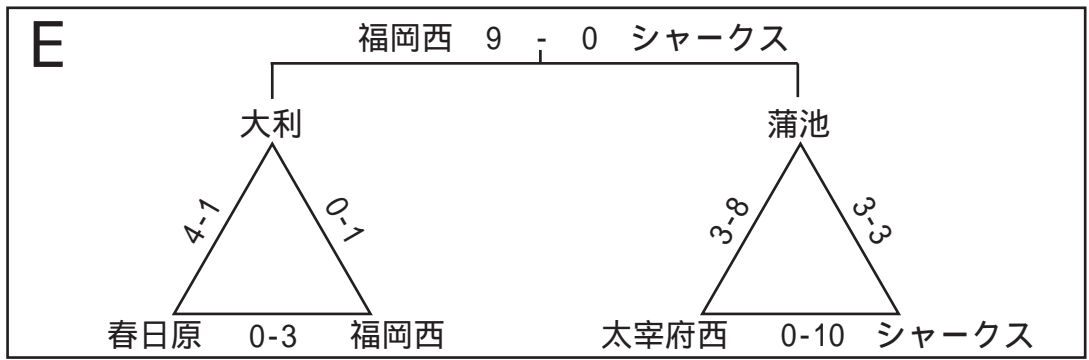 E
福岡西 9 - 0 シャークス
大利
蒲池
4-1
0-1
3-8
3-3
春日原 0-3 福岡西
太宰府西 0-10 シャークス